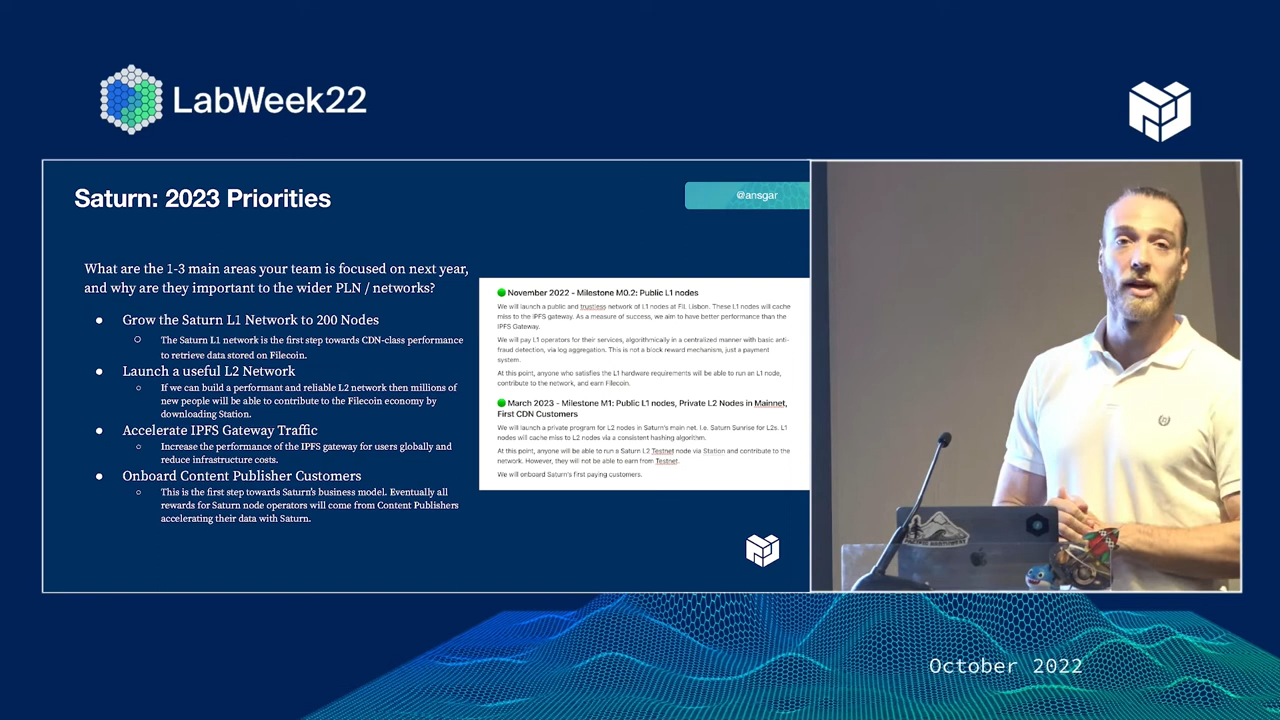 LabWeek22
Saturn: 2023 Priorities
@ansgar
What are the 1-3 main areas your team is focused on next year,
and why are they important to the wider PLN / networks?
● Grow the Saturn L1 Network to 200 Nodes
○ The Saturn L1 network is the first step towards CDN-class performance
to retrieve data stored on Filecoin.
● Launch a useful L2 Network
○ If we can build a performant and reliable L2 network then millions of
new people will be able to contribute to the Filecoin economy by
downloading Station.
● Accelerate IPFS Gateway Traffic
○ Increase the performance of the IPFS gateway for users globally and
reduce infrastructure costs.
● Onboard Content Publisher Customers
○ This is the first step towards Saturn's business model. Eventually all
rewards for Saturn node operators will come from Content Publishers
accelerating their data with Saturn.
November 2022 - Milestone M0.2: Public L1 nodes
We will launch a public and trustless network of L1 nodes at FIL Lisbon. These L1 nodes will cache
miss to the IPFS gateway. As a measure of success, we aim to have better performance than the
IPFS Gateway.
We will pay L1 operators for their services, algorithmically in a centralized manner with basic anti-
fraud detection, via log aggregation. This is not a block reward mechanism, just a payment
system.
At this point, anyone who satisfies the L1 hardware requirements will be able to run an L1 node,
contribute to the network, and earn Filecoin.
March 2023 - Milestone M1: Public L1 nodes, Private L2 Nodes in Mainnet,
First CDN Customers
We will launch a private program for L2 nodes in Saturn's main net. I.e. Saturn Sunrise for L2s. L1
nodes will cache miss to L2 nodes via a consistent hashing algorithm.
At this point, anyone will be able to run a Saturn L2 Testnet node via Station and contribute to the
network. However, they will not be able to earn from Testnet.
We will onboard Saturn's first paying customers.
October 2022